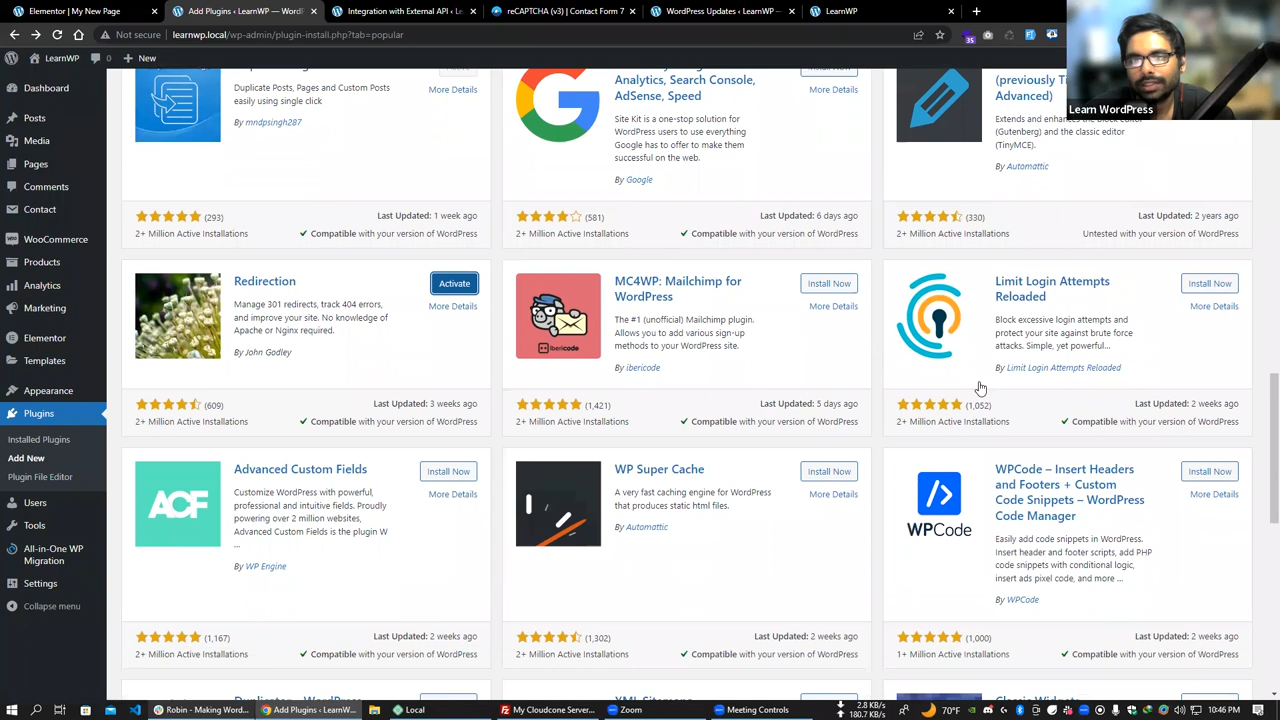 Elementor ‹ My New Page
Add Plugins ‹ LearnWP — WordP
Integration with External API ‹ Le
reCAPTCHA (v3) | Contact Form 7
WordPress Updates ‹ LearnWP —
LearnWP
Not secure learnwp.local/wp-admin/plugin-install.php?tab=popular
35
LearnWP
0
New
Learn WordPress
Dashboard
Posts
Media
Pages
Comments
Contact
WooCommerce
Products
Analytics
Marketing
Elementor
Templates
Appearance
Plugins
Installed Plugins
Add New
Plugin File Editor
Users
Tools
All-in-One WP
Migration
Settings
Collapse menu
Duplicate Posts, Pages and Custom Posts
easily using single click
By mndpsingh287
More Details
(293)
Last Updated: 1 week ago
2+ Million Active Installations
Compatible with your version of WordPress
Analytics, Search Console,
AdSense, Speed
More Details
Site Kit is a one-stop solution for
WordPress users to use everything
Google has to offer to make them
successful on the web.
By Google
(581)
Last Updated: 6 days ago
2+ Million Active Installations
Compatible with your version of WordPress
(previously Ti
Advanced)
Extends and enhances the block editor
(Gutenberg) and the classic editor
(TinyMCE).
By Automattic
(330)
Last Updated: 2 years ago
2+ Million Active Installations
Untested with your version of WordPress
Redirection
Activate
More Details
Manage 301 redirects, track 404 errors,
and improve your site. No knowledge of
Apache or Nginx required.
By John Godley
(609)
Last Updated: 3 weeks ago
2+ Million Active Installations
Compatible with your version of WordPress
ibericode
MC4WP: Mailchimp for
WordPress
Install Now
More Details
The #1 (unofficial) Mailchimp plugin.
Allows you to add various sign-up
methods to your WordPress site.
By ibericode
(1,421)
Last Updated: 5 days ago
2+ Million Active Installations
Compatible with your version of WordPress
Limit Login Attempts
Reloaded
Install Now
More Details
Block excessive login attempts and
protect your site against brute force
attacks. Simple, yet powerful...
By Limit Login Attempts Reloaded
(1,052)
Last Updated: 2 weeks ago
2+ Million Active Installations
Compatible with your version of WordPress
ACF
Advanced Custom Fields
Install Now
More Details
Customize WordPress with powerful,
professional and intuitive fields. Proudly
powering over 2 million websites,
Advanced Custom Fields is the plugin W
...
By WP Engine
(1,167)
Last Updated: 2 weeks ago
2+ Million Active Installations
Compatible with your version of WordPress
WP Super Cache
Install Now
More Details
A very fast caching engine for WordPress
that produces static html files.
By Automattic
(1,302)
Last Updated: 2 weeks ago
2+ Million Active Installations
Compatible with your version of WordPress
WPCode
WPCode – Insert Headers
and Footers + Custom
Code Snippets – WordPress
Code Manager
Install Now
More Details
Easily add code snippets in WordPress.
Insert header and footer scripts, add PHP
code snippets with conditional logic,
insert ads pixel code, and more ...
By WPCode
(1,000)
Last Updated: 2 weeks ago
1+ Million Active Installations
Compatible with your version of WordPress
Robin - Making Word...
Add Plugins ‹ LearnW...
Local
My Cloudcone Serve...
Zoom
Meeting Controls
2.8 KB/s
180.7 KB/s
70°F
10:46 PM